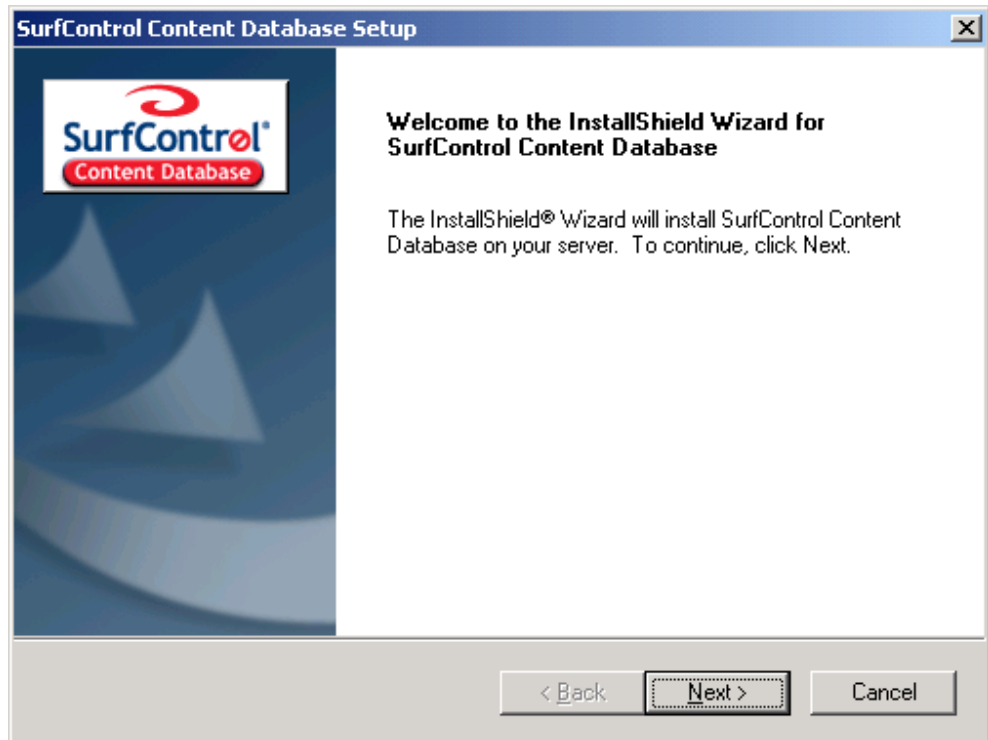 SurfControl Content Database Setup
SurfControl
Content Database
Welcome to the InstallShield Wizard for
SurfControl Content Database
The InstallShield® Wizard will install SurfControl Content
Database on your server. To continue, click Next.
< Back Next > Cancel